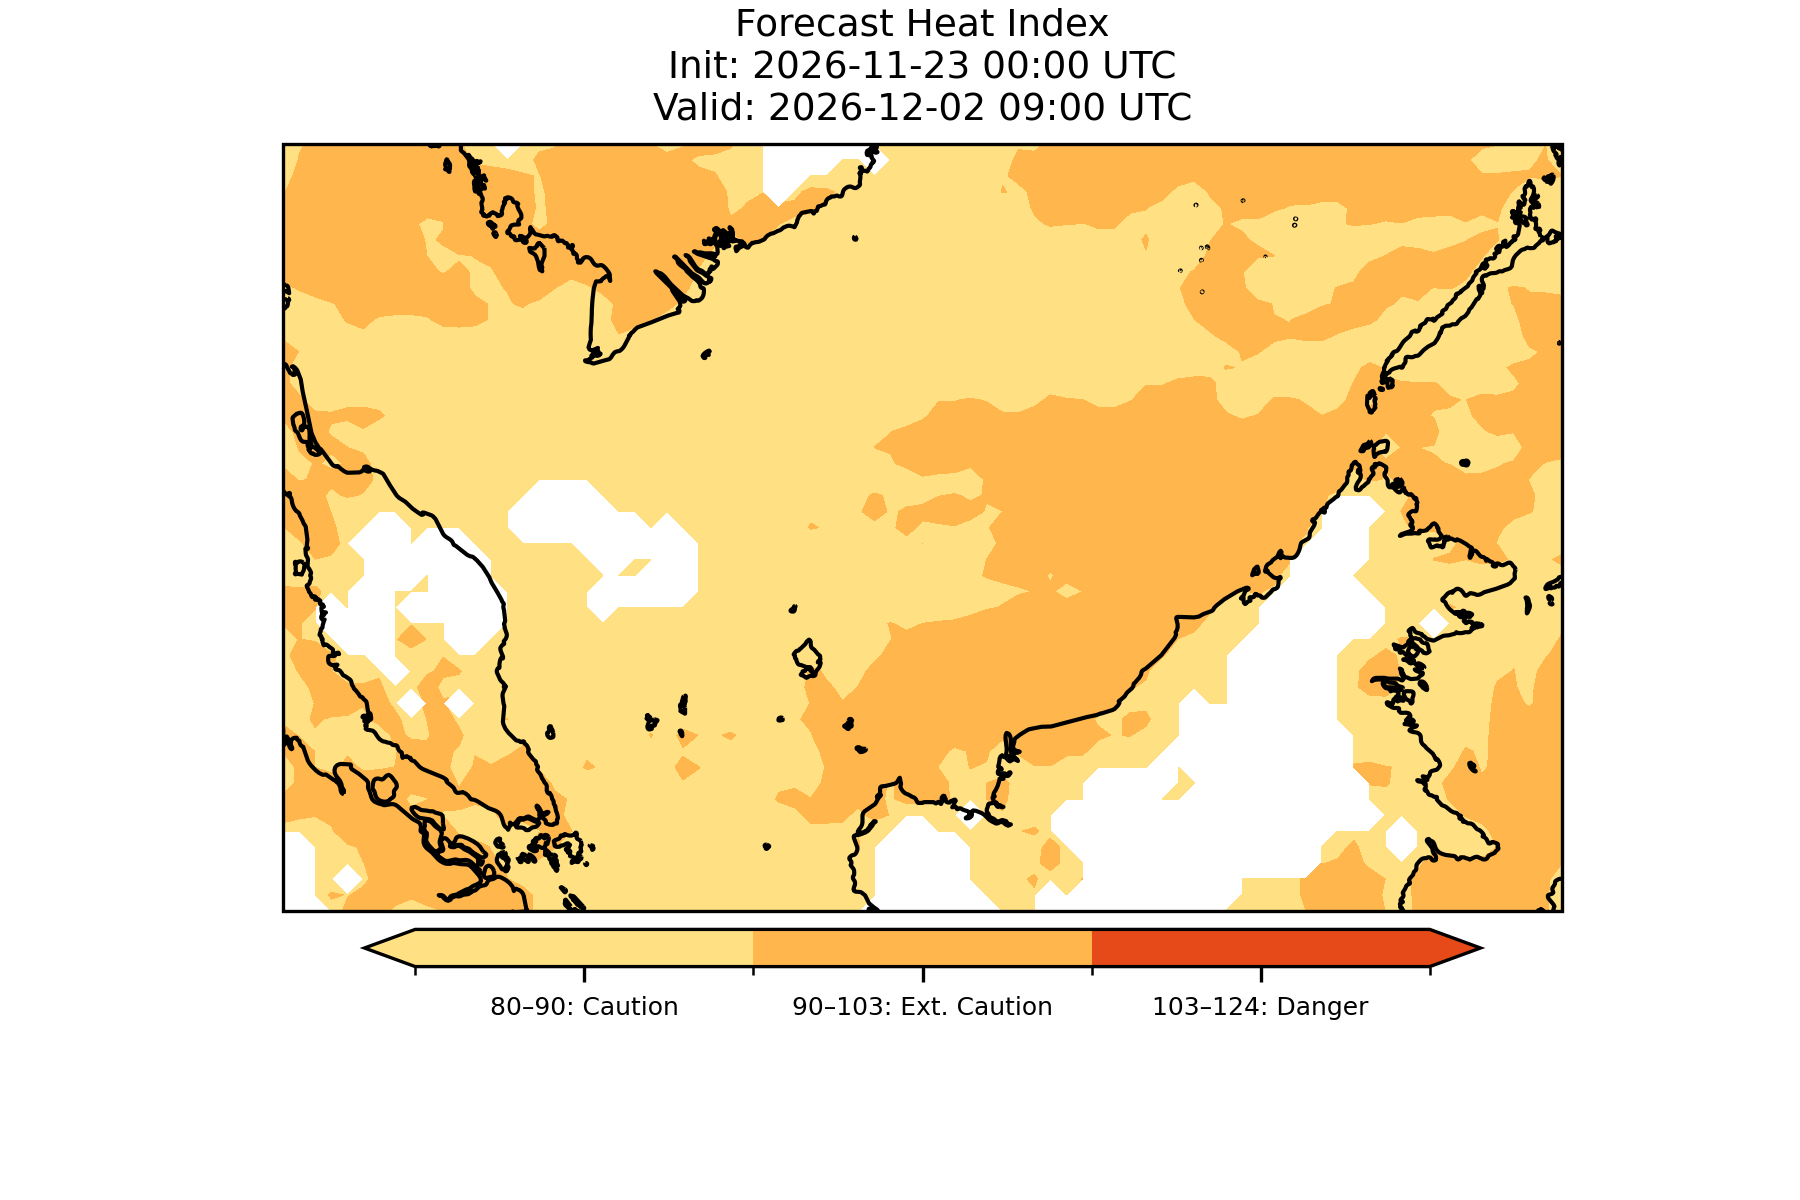 Forecast Heat Index
Init: 2026-11-23 00:00 UTC
Valid: 2026-12-02 09:00 UTC
80–90: Caution
90–103: Ext. Caution
103–124: Danger